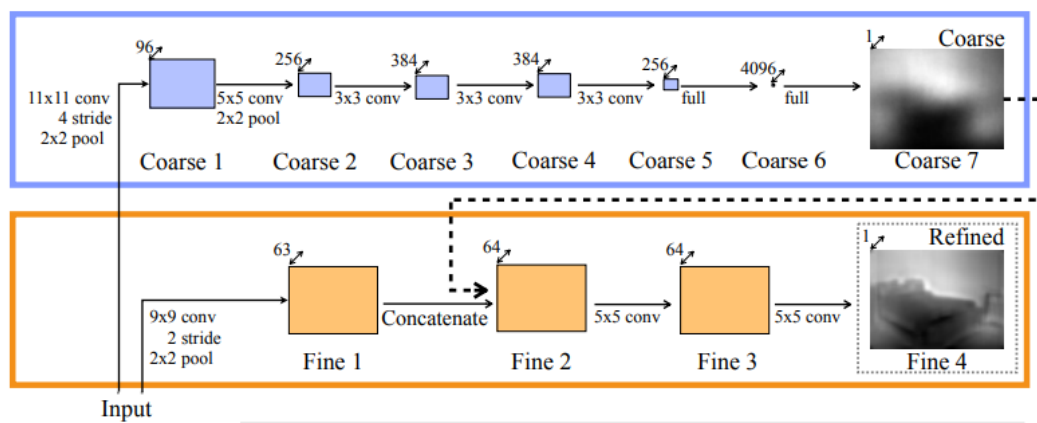 96
256
384
384
256
4096
1
Coarse
11x11 conv
4 stride
2x2 pool
5x5 conv
2x2 pool
3x3 conv
3x3 conv
3x3 conv
full
full
Coarse 1
Coarse 2
Coarse 3
Coarse 4
Coarse 5
Coarse 6
Coarse 7
63
64
64
1
Refined
9x9 conv
2 stride
2x2 pool
Concatenate
5x5 conv
5x5 conv
Fine 1
Fine 2
Fine 3
Fine 4
Input